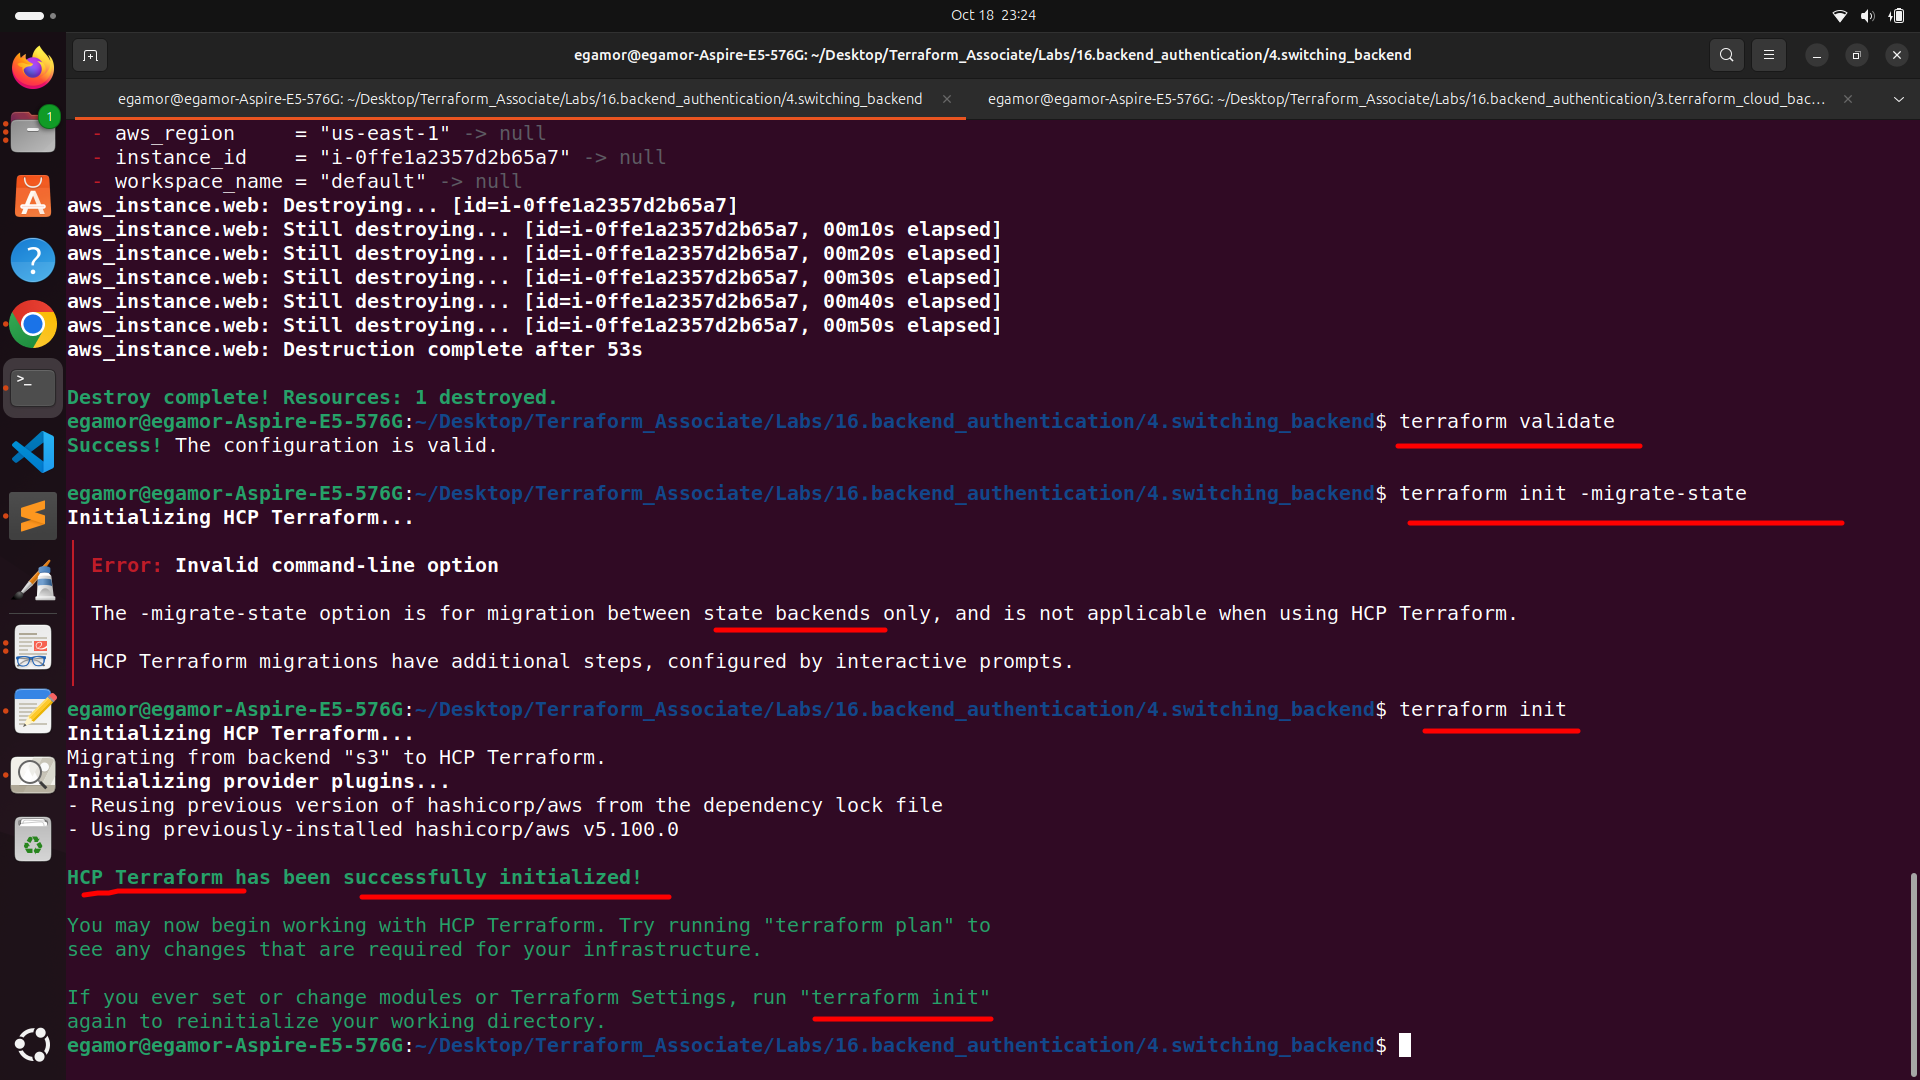 Oct 18 23:24
egamor@egamor-Aspire-E5-576G: ~/Desktop/Terraform_Associate/Labs/16.backend_authentication/4.switching_backend
egamor@egamor-Aspire-E5-576G: ~/Desktop/Terraform_Associate/Labs/16.backend_authentication/4.switching_backend
egamor@egamor-Aspire-E5-576G: ~/Desktop/Terraform_Associate/Labs/16.backend_authentication/3.terraform_cloud_bac...
1
- aws_region     = "us-east-1" -> null
- instance_id    = "i-0ffe1a2357d2b65a7" -> null
- workspace_name = "default" -> null
aws_instance.web: Destroying... [id=i-0ffe1a2357d2b65a7]
aws_instance.web: Still destroying... [id=i-0ffe1a2357d2b65a7, 00m10s elapsed]
aws_instance.web: Still destroying... [id=i-0ffe1a2357d2b65a7, 00m20s elapsed]
aws_instance.web: Still destroying... [id=i-0ffe1a2357d2b65a7, 00m30s elapsed]
aws_instance.web: Still destroying... [id=i-0ffe1a2357d2b65a7, 00m40s elapsed]
aws_instance.web: Still destroying... [id=i-0ffe1a2357d2b65a7, 00m50s elapsed]
aws_instance.web: Destruction complete after 53s
Destroy complete! Resources: 1 destroyed.
egamor@egamor-Aspire-E5-576G:~/Desktop/Terraform_Associate/Labs/16.backend_authentication/4.switching_backend$ terraform validate
Success! The configuration is valid.
egamor@egamor-Aspire-E5-576G:~/Desktop/Terraform_Associate/Labs/16.backend_authentication/4.switching_backend$ terraform init -migrate-state
Initializing HCP Terraform...
Error: Invalid command-line option
The -migrate-state option is for migration between state backends only, and is not applicable when using HCP Terraform.
HCP Terraform migrations have additional steps, configured by interactive prompts.
egamor@egamor-Aspire-E5-576G:~/Desktop/Terraform_Associate/Labs/16.backend_authentication/4.switching_backend$ terraform init
Initializing HCP Terraform...
Migrating from backend "s3" to HCP Terraform.
Initializing provider plugins...
- Reusing previous version of hashicorp/aws from the dependency lock file
- Using previously-installed hashicorp/aws v5.100.0
HCP Terraform has been successfully initialized!
You may now begin working with HCP Terraform. Try running "terraform plan" to
see any changes that are required for your infrastructure.
If you ever set or change modules or Terraform Settings, run "terraform init"
again to reinitialize your working directory.
egamor@egamor-Aspire-E5-576G:~/Desktop/Terraform_Associate/Labs/16.backend_authentication/4.switching_backend$